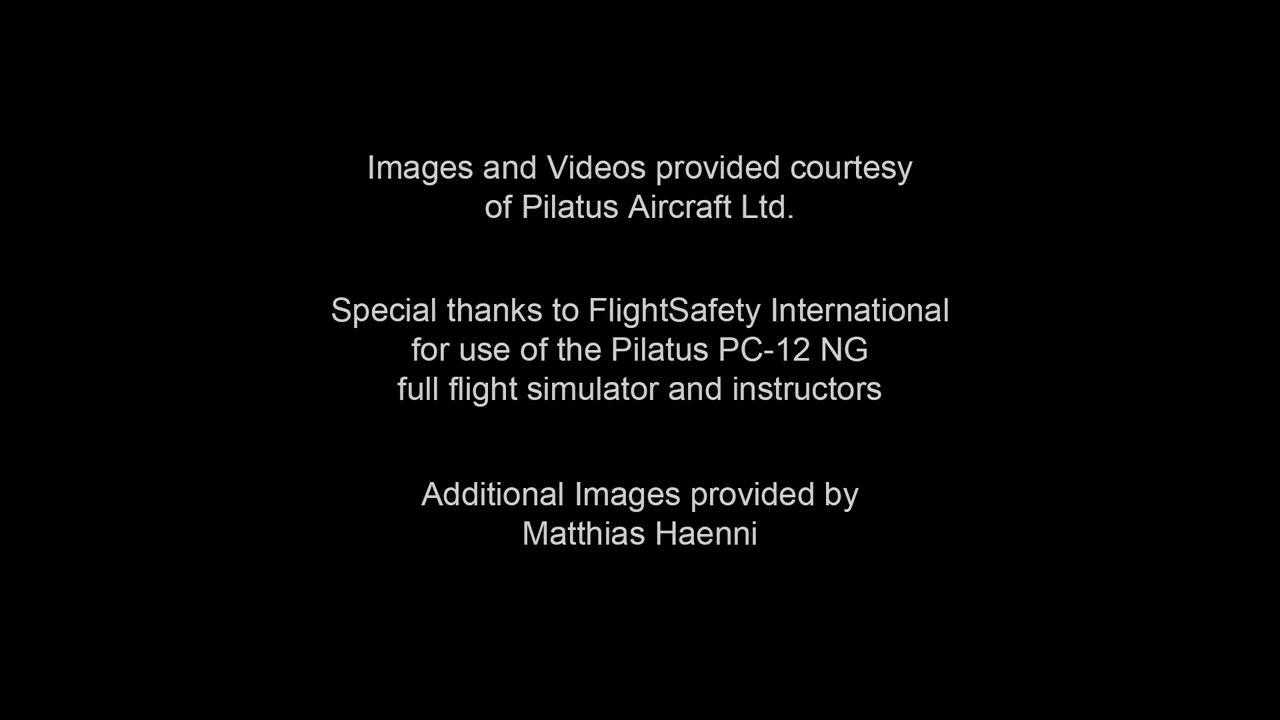 Images and Videos provided courtesy
of Pilatus Aircraft Ltd.
Special thanks to FlightSafety International
for use of the Pilatus PC-12 NG
full flight simulator and instructors
Additional Images provided by
Matthias Haenni